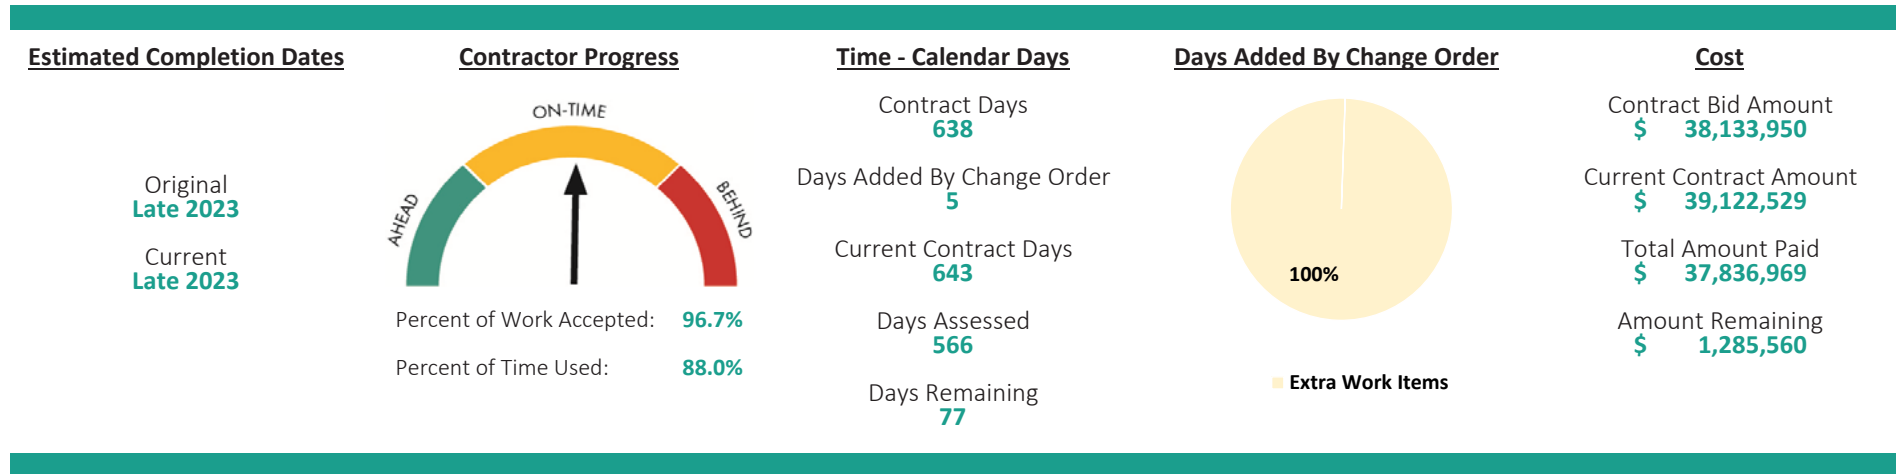 Estimated Completion Dates
Original
Late 2023
Current
Late 2023
Contractor Progress
ON-TIME
AHEAD
BEHIND
Percent of Work Accepted: 96.7%
Percent of Time Used: 88.0%
Time - Calendar Days
Contract Days
638
Days Added By Change Order
5
Current Contract Days
643
Days Assessed
566
Days Remaining
77
Days Added By Change Order
100%
Extra Work Items
Cost
Contract Bid Amount
$ 38,133,950
Current Contract Amount
$ 39,122,529
Total Amount Paid
$ 37,836,969
Amount Remaining
$ 1,285,560